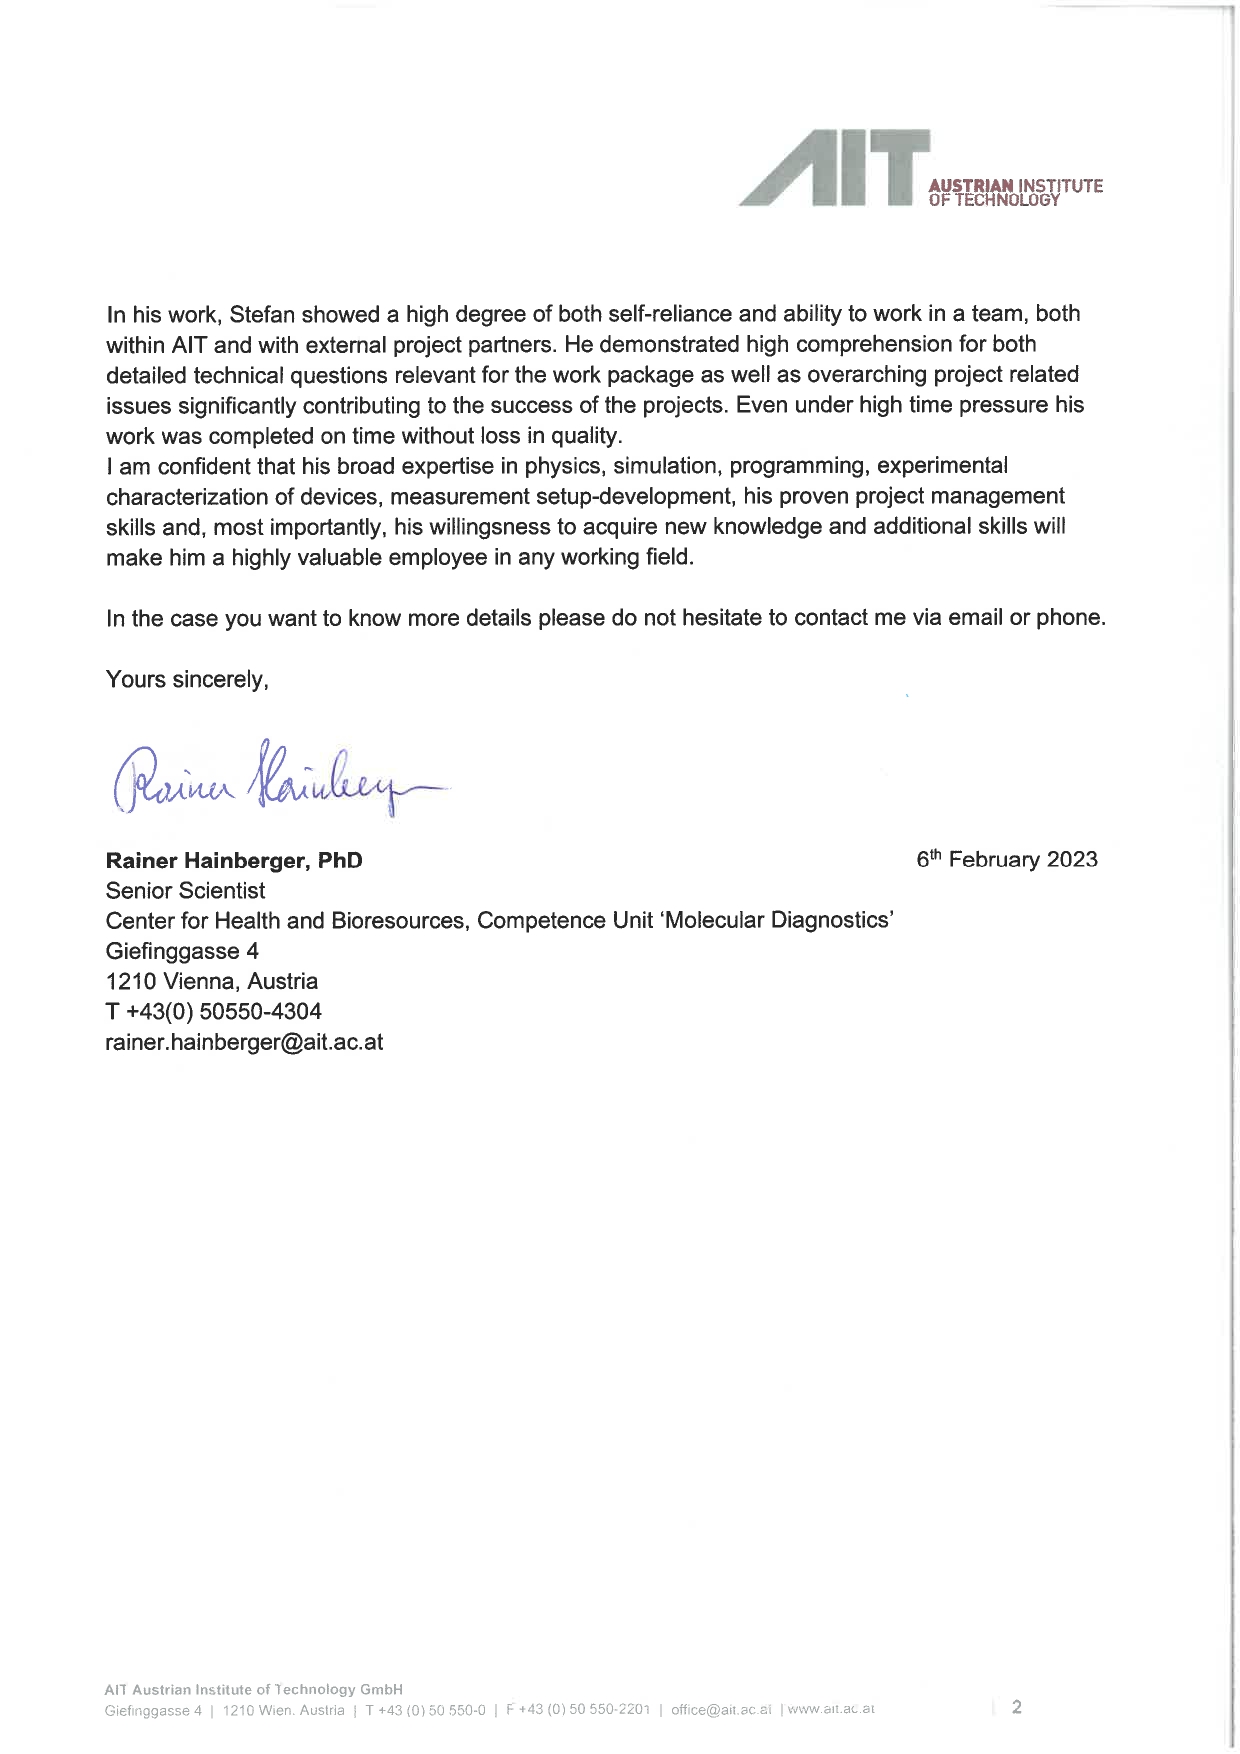 AIT AUSTRIAN INSTITUTE
OF TECHNOLOGY
In his work, Stefan showed a high degree of both self-reliance and ability to work in a team, both
within AIT and with external project partners. He demonstrated high comprehension for both
detailed technical questions relevant for the work package as well as overarching project related
issues significantly contributing to the success of the projects. Even under high time pressure his
work was completed on time without loss in quality.
I am confident that his broad expertise in physics, simulation, programming, experimental
characterization of devices, measurement setup-development, his proven project management
skills and, most importantly, his willingsness to acquire new knowledge and additional skills will
make him a highly valuable employee in any working field.
In the case you want to know more details please do not hesitate to contact me via email or phone.
Yours sincerely,
Rainer Hainberger
Rainer Hainberger, PhD 6th February 2023
Senior Scientist
Center for Health and Bioresources, Competence Unit ‘Molecular Diagnostics’
Giefinggasse 4
1210 Vienna, Austria
T +43(0) 50550-4304
rainer.hainberger@ait.ac.at
AIT Austrian Institute of Technology GmbH
Giefinggasse 4 | 1210 Wien, Austria | T +43 (0) 50 550-0 | F +43 (0) 50 550-2201 | office@ait.ac.at | www.ait.ac.at | 2